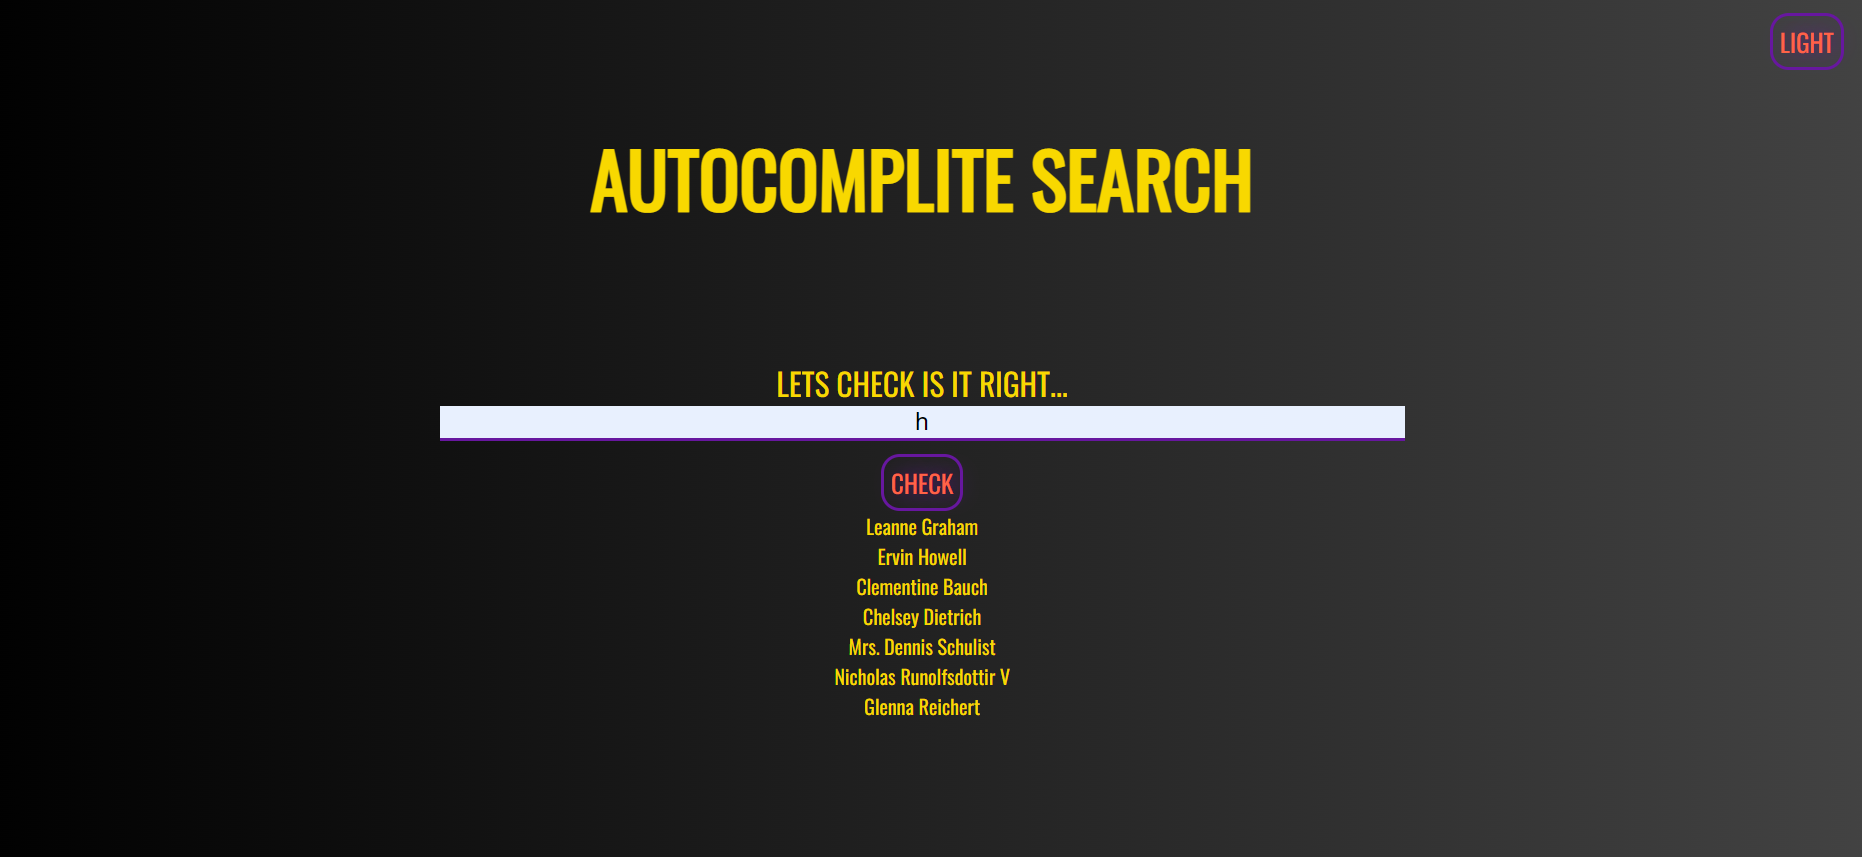 LIGHT
AUTOCOMPLITE SEARCH
LETS CHECK IS IT RIGHT...
h
CHECK
Leanne Graham
Ervin Howell
Clementine Bauch
Chelsey Dietrich
Mrs. Dennis Schulist
Nicholas Runolfsdottir V
Glenna Reichert